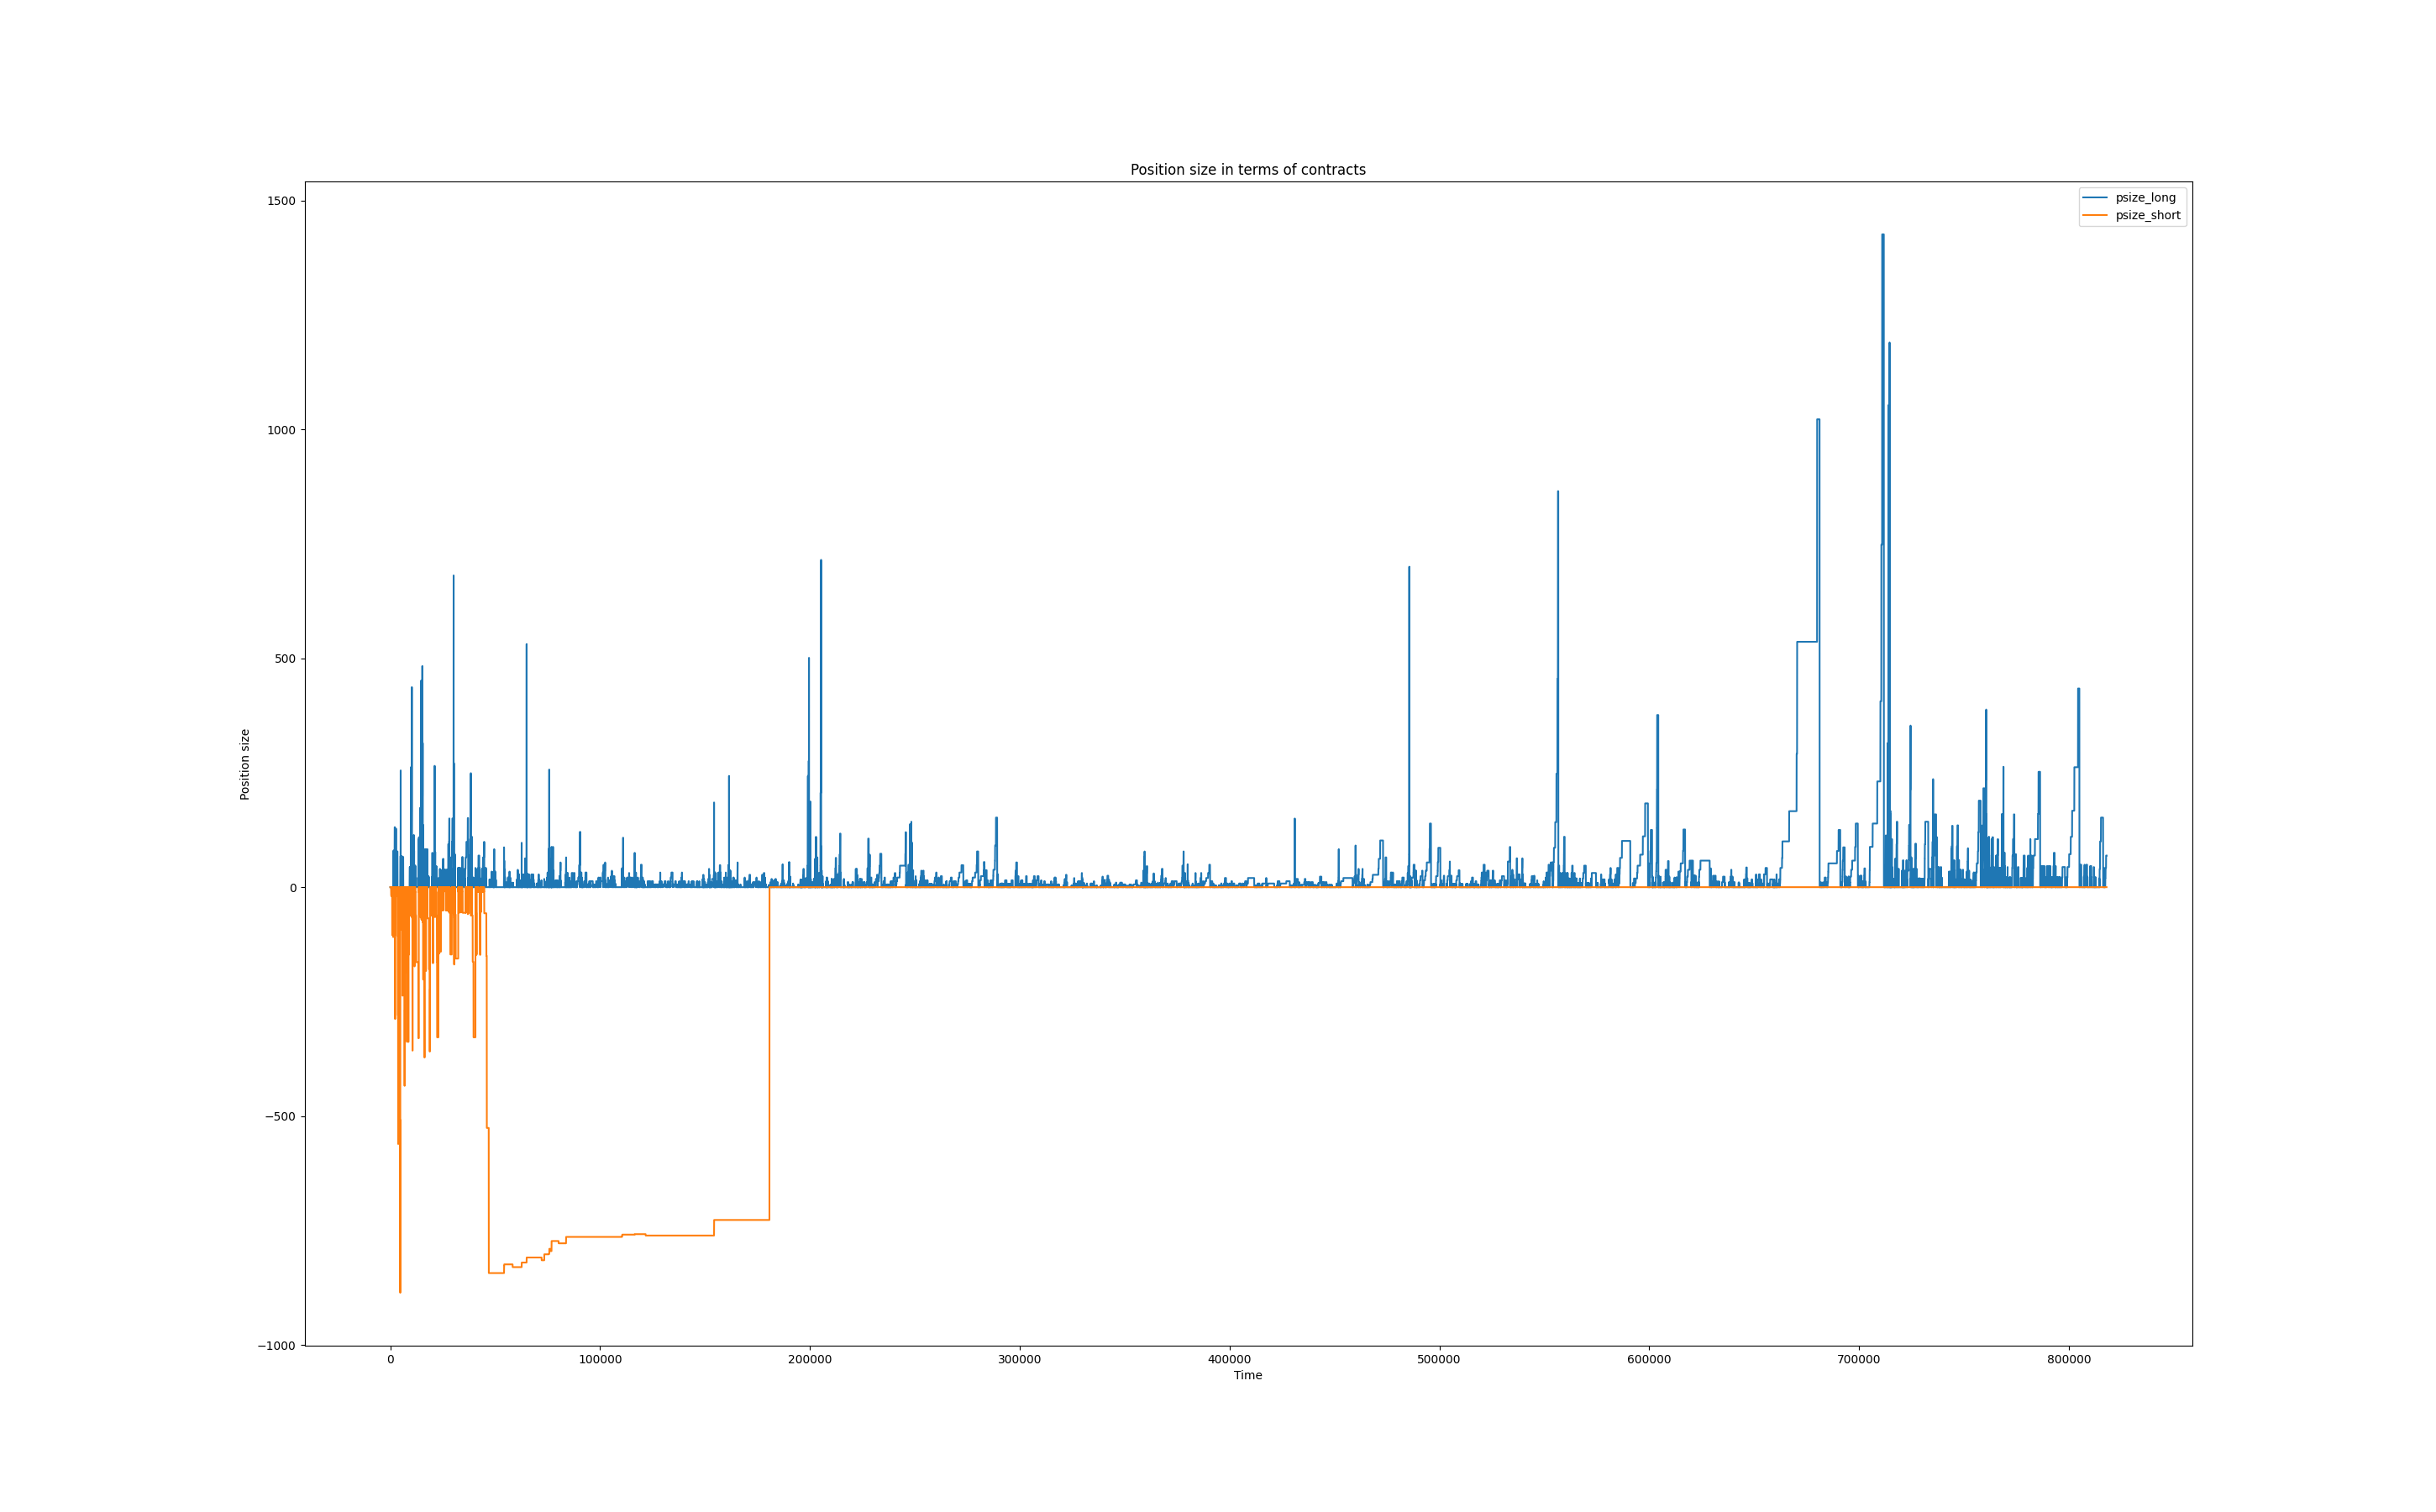 Position size in terms of contracts
psize_long
psize_short
1500
1000
500
0
−500
−1000
Position size
0 100000 200000 300000 400000 500000 600000 700000 800000
Time